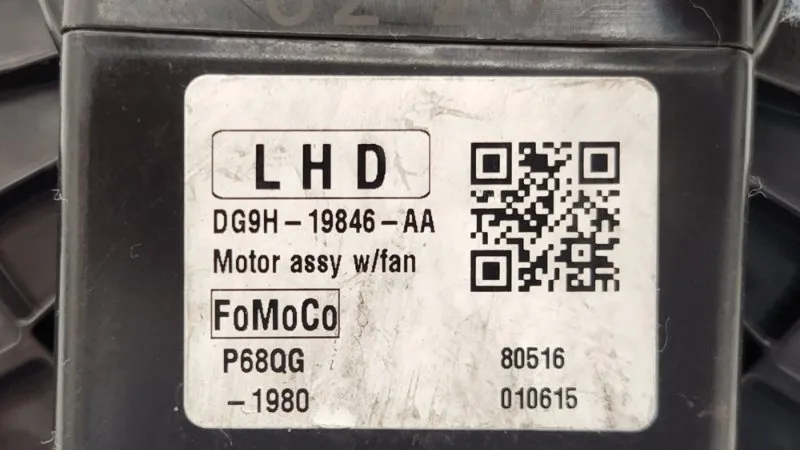 LHD
DG9H-19846-AA
Motor assy w/fan
FoMoCo
P68QG 80516
-1980 010615